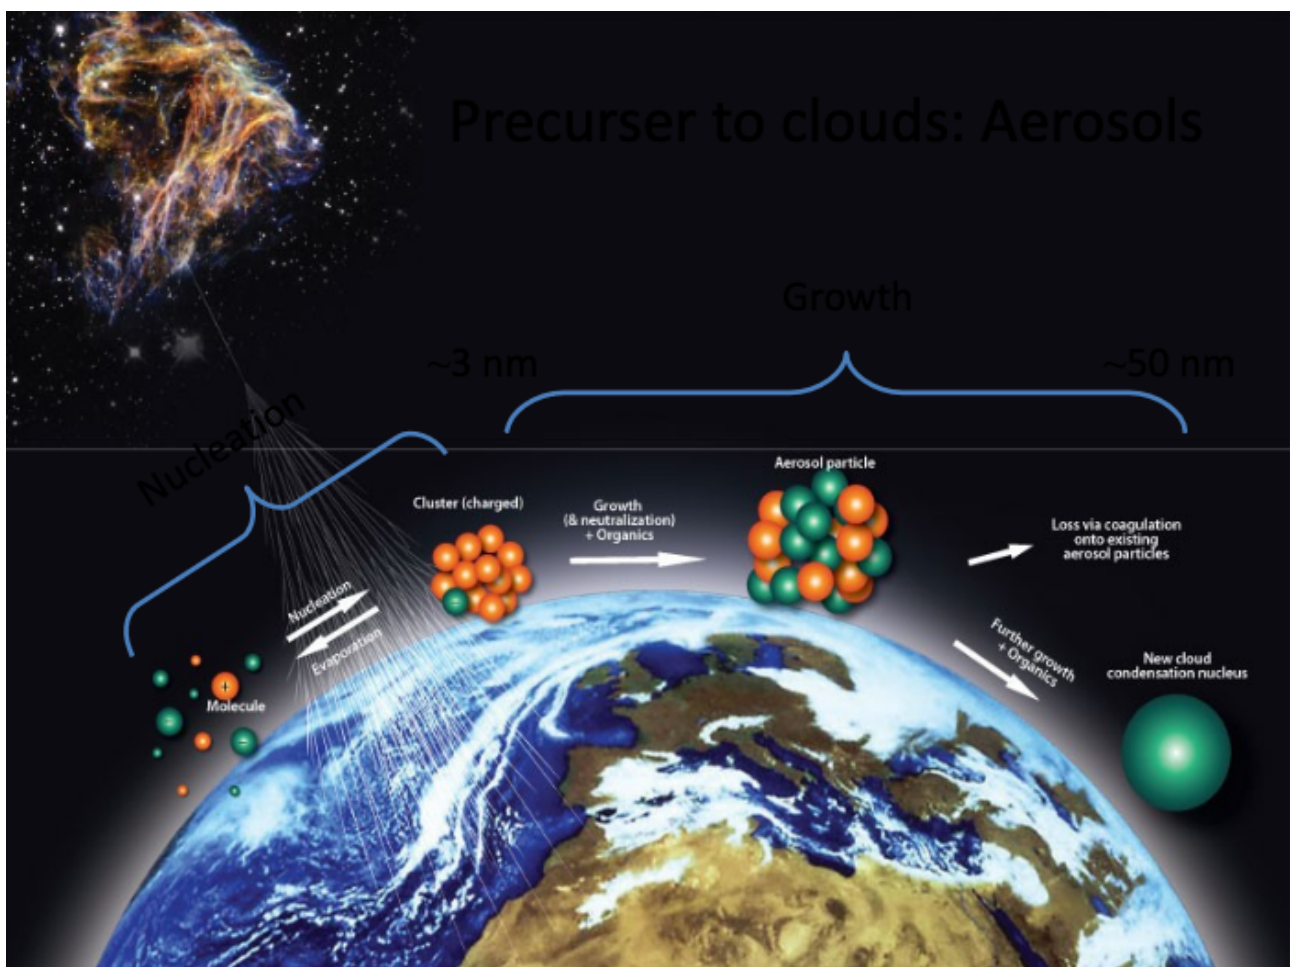 Precurser to clouds: Aerosols
Growth
~3 nm
~50 nm
Nucleation
Aerosol particle
Cluster (charged)
Growth
(& neutralization)
+ Organics
Loss via coagulation
onto existing
aerosol particles
Nucleation
Evaporation
Further growth
+ Organics
New cloud
condensation nucleus
+
Molecule